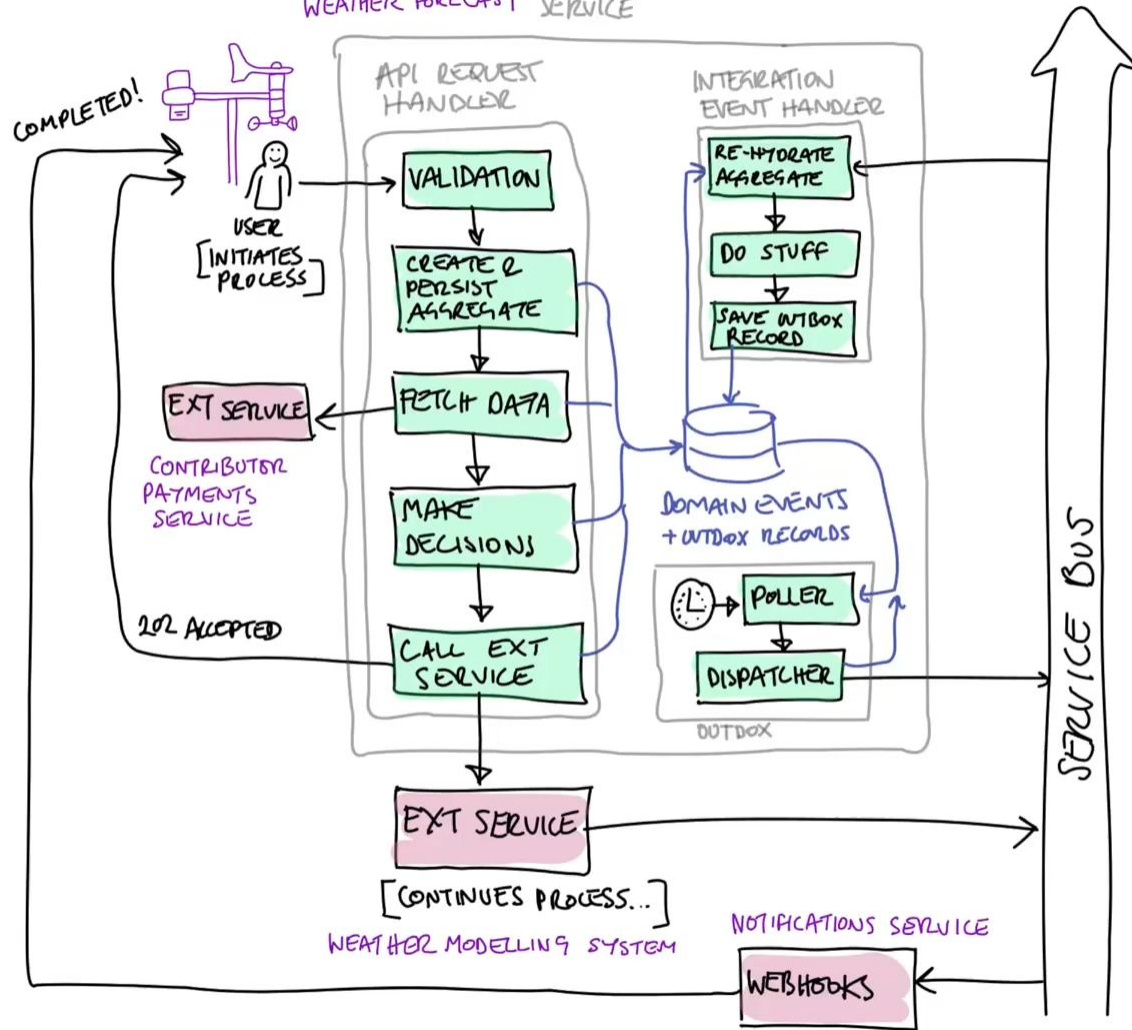 WEATHER FORECAST SERVICE
API REQUEST
HANDLER
INTEGRATION
EVENT HANDLER
COMPLETED!
VALIDATION
RE-HYDRATE
AGGREGATE
USER
[INITIATES
PROCESS]
CREATE &
PERSIST
AGGREGATE
DO STUFF
SAVE OUTBOX
RECORD
EXT SERVICE
FETCH DATA
CONTRIBUTOR
PAYMENTS
SERVICE
MAKE
DECISIONS
DOMAIN EVENTS
+ OUTBOX RECORDS
POLLER
202 ACCEPTED
CALL EXT
SERVICE
DISPATCHER
OUTBOX
SERVICE BUS
EXT SERVICE
[CONTINUES PROCESS...]
WEATHER MODELLING SYSTEM
NOTIFICATIONS SERVICE
WEBHOOKS